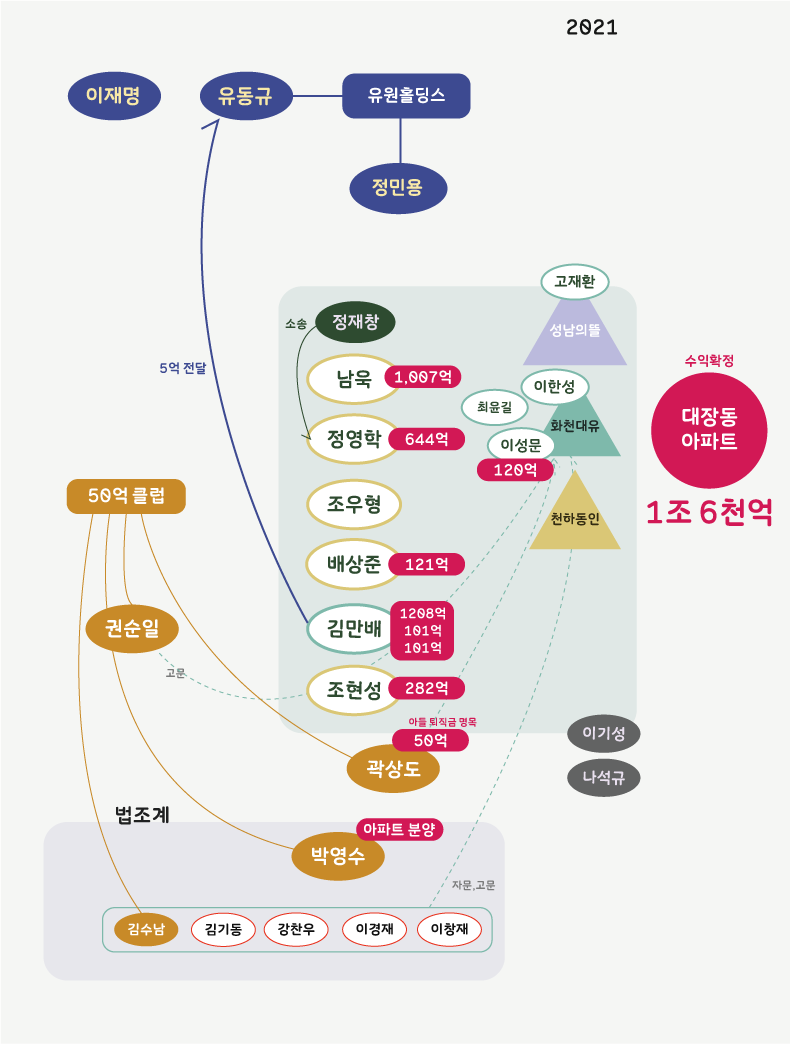 2021
이재명
유동규
유원홀딩스
정민용
고재환
성남의뜰
소송
정재창
5억 전달
남욱
1,007억
이한성
최윤길
화천대유
정영학
644억
이성문
120억
수익확정
대장동
아파트
1조 6천억
50억 클럽
조우형
천하동인
배상준
121억
권순일
김만배
1208억
101억
101억
고문
조현성
282억
아들 퇴직금 명목
50억
곽상도
이기성
나석규
법조계
아파트 분양
박영수
자문,고문
김수남
김기동
강찬우
이경재
이창재